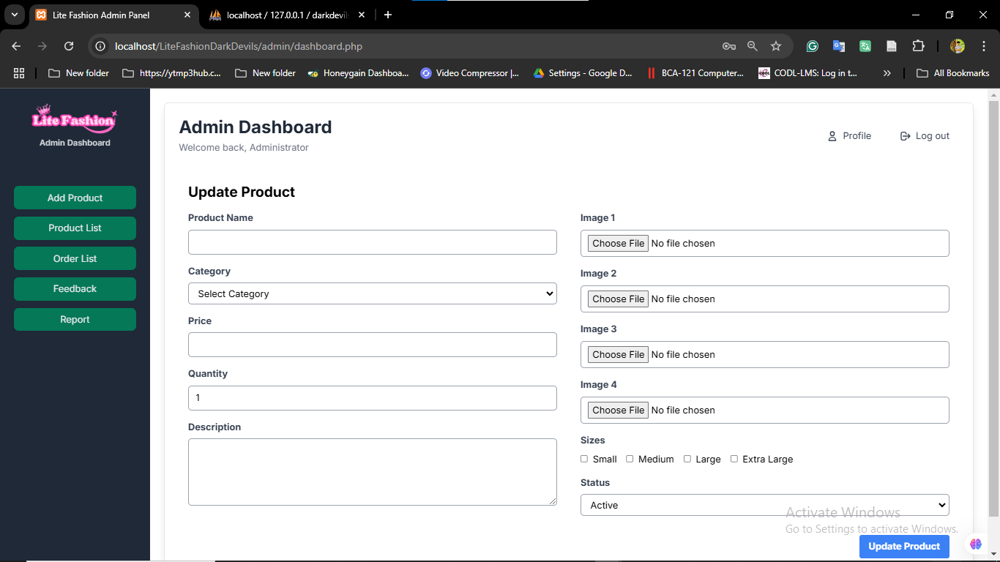 Lite Fashion Admin Panel
localhost / 127.0.0.1 / darkdevils
localhost/LiteFashionDarkDevils/admin/dashboard.php
New folder
https://ytmp3hub.c...
New folder
Honeygain Dashboa...
Video Compressor |...
Settings - Google D...
BCA-121 Computer...
CODL-LMS: Log in t...
»
All Bookmarks
Lite Fashion
Admin Dashboard
Add Product
Product List
Order List
Feedback
Report
Admin Dashboard
Welcome back, Administrator
Profile
Log out
Update Product
Product Name
Category
Select Category
Price
Quantity
1
Description
Image 1
Choose File No file chosen
Image 2
Choose File No file chosen
Image 3
Choose File No file chosen
Image 4
Choose File No file chosen
Sizes
Small Medium Large Extra Large
Status
Active
Activate Windows
Go to Settings to activate Windows.
Update Product